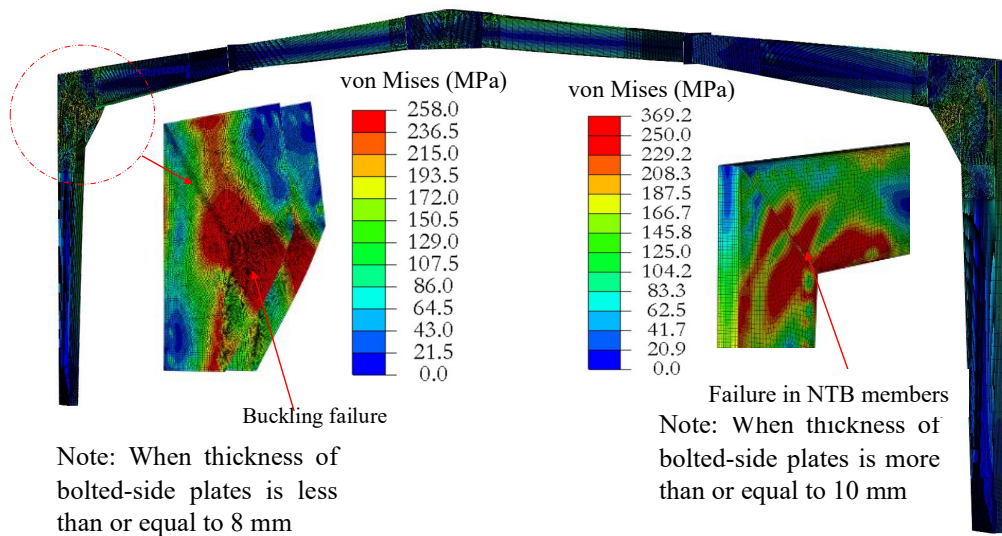 von Mises (MPa)
258.0
236.5
215.0
193.5
172.0
150.5
129.0
107.5
86.0
64.5
43.0
21.5
0.0
Buckling failure
Note: When thickness of
bolted-side plates is less
than or equal to 8 mm
von Mises (MPa)
369.2
250.0
229.2
208.3
187.5
166.7
145.8
125.0
104.2
83.3
62.5
41.7
20.9
0.0
Failure in NTB members
Note: When thickness of
bolted-side plates is more
than or equal to 10 mm